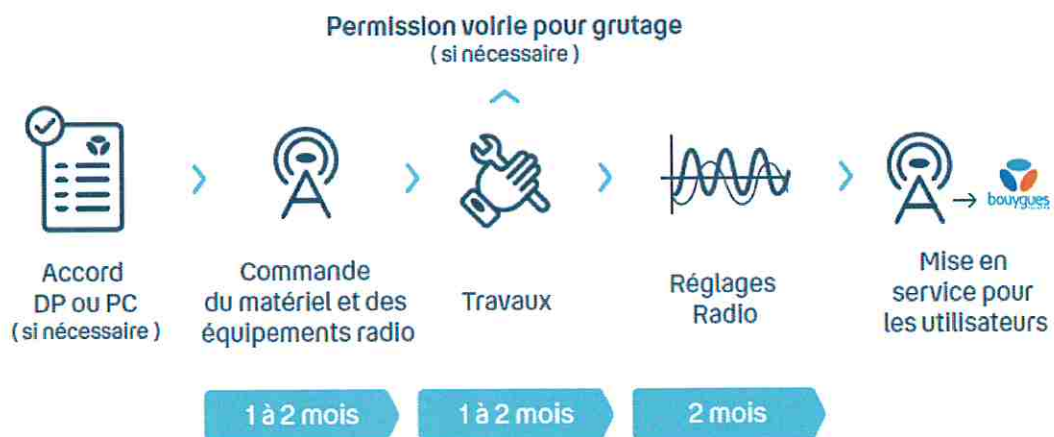 Permission voirie pour grutage
( si nécessaire )
Accord
DP ou PC
( si nécessaire )
Commande
du matériel et des
équipements radio
Travaux
Réglages
Radio
bouygues
Mise en
service pour
les utilisateurs
1 à 2 mois
1 à 2 mois
2 mois